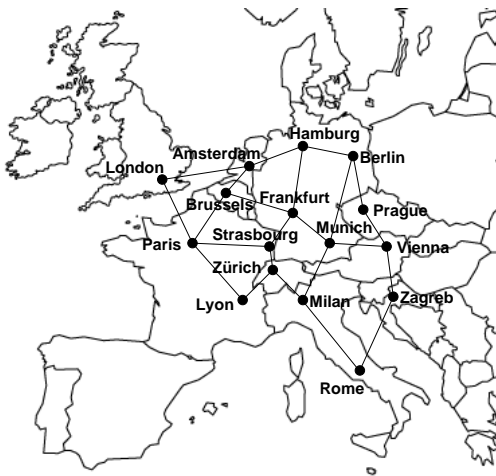 Hamburg
Amsterdam
Berlin
London
Brussels
Frankfurt
Prague
Paris
Strasbourg
Munich
Vienna
Zürich
Lyon
Milan
Zagreb
Rome